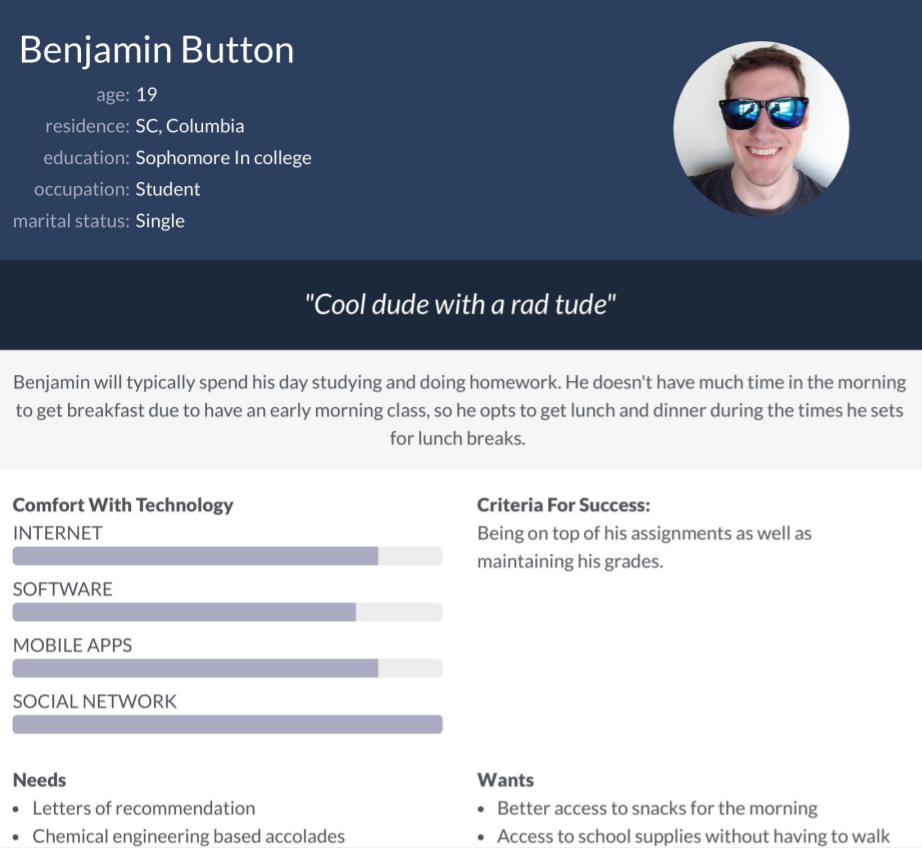 Benjamin Button
age: 19
residence: SC, Columbia
education: Sophomore In college
occupation: Student
marital status: Single
"Cool dude with a rad tude"
Benjamin will typically spend his day studying and doing homework. He doesn't have much time in the morning
to get breakfast due to have an early morning class, so he opts to get lunch and dinner during the times he sets
for lunch breaks.
Comfort With Technology
INTERNET
SOFTWARE
MOBILE APPS
SOCIAL NETWORK
Criteria For Success:
Being on top of his assignments as well as
maintaining his grades.
Needs
• Letters of recommendation
• Chemical engineering based accolades
Wants
• Better access to snacks for the morning
• Access to school supplies without having to walk